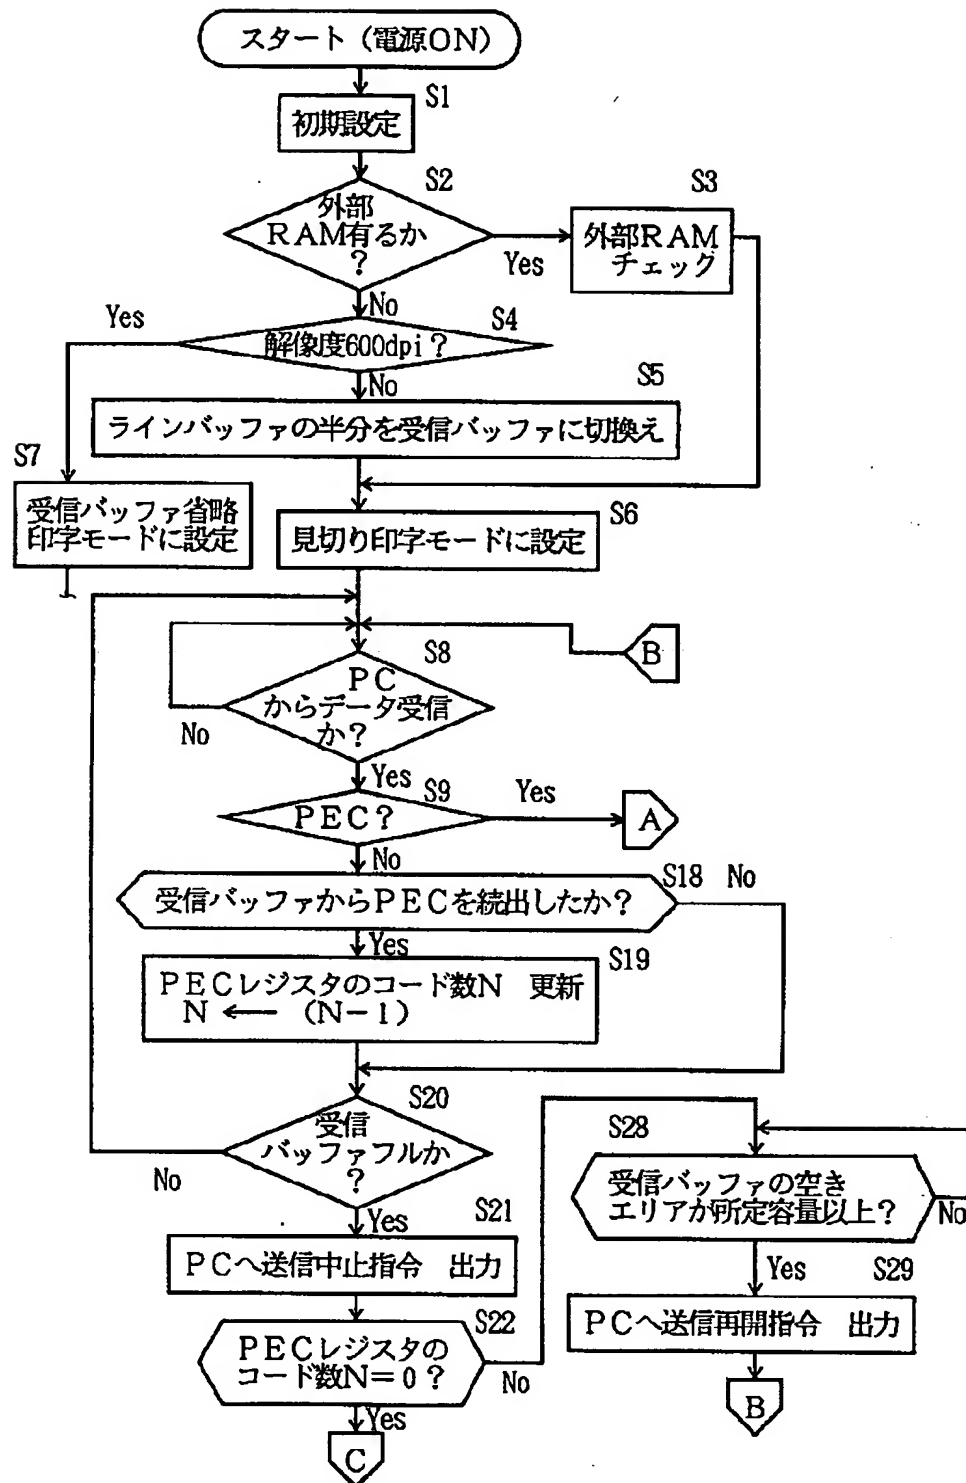 スタート（電源ON）
S1
初期設定
S2
外部
RAM有るか
？
Yes
S3
外部RAM
チェッグ
No
Yes
S4
解像度600dpi？
No
S5
ラインバッファの半分を受信バッファに切換え
S7
受信バッファ省略
印字モードに設定
S6
見切り印字モードに設定
B
S8
PC
からデータ受信
か？
No
Yes
S9
PEC？
Yes
A
No
S18 No
受信バッファからPECを続出したか？
Yes
S19
PECレジスタのコード数N 更新
N ← （N－1）
S20
受信
バッファフルか
？
No
Yes
S21
PCへ送信中止指令 出力
S22
PECレジスタの
コード数N＝0？
No
Yes
C
S28
受信バッファの空き
エリアが所定容量以上？
No
Yes
S29
PCへ送信再開指令 出力
B